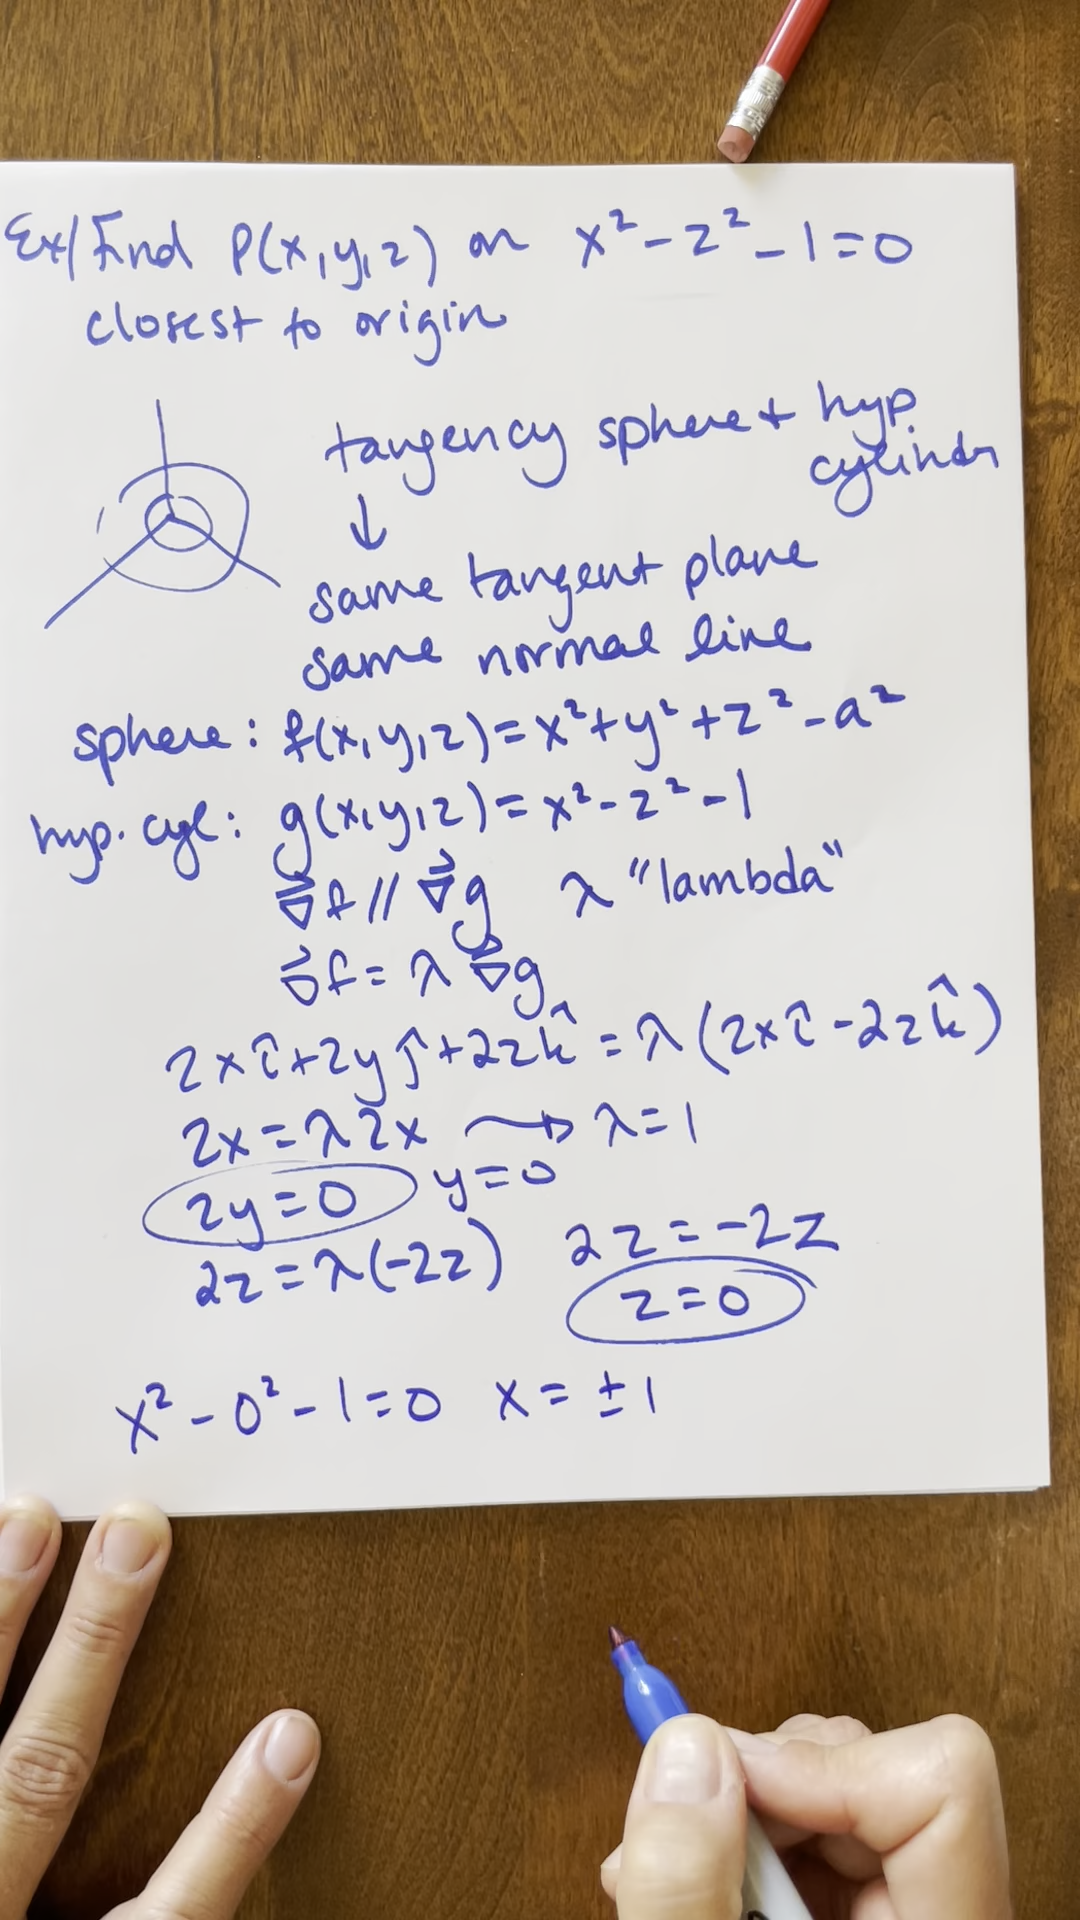 Ex/ Find P(x,y,z) on x²-z²-1=0
closest to origin
tangency sphere + hyp
cylinder
↓
same tangent plane
same normal line
sphere: f(x,y,z)=x²+y²+z²-a²
hyp. cyl: g(x,y,z)=x²-z²-1
∇⃗f // ∇⃗g λ "lambda"
∇⃗f = λ ∇⃗g
2xî+2yĵ+2zk̂ = λ(2xî-2zk̂)
2x=λ2x → λ=1
2y=0 y=0
2z=λ(-2z) 2z=-2z
z=0
x²-0²-1=0 x=±1